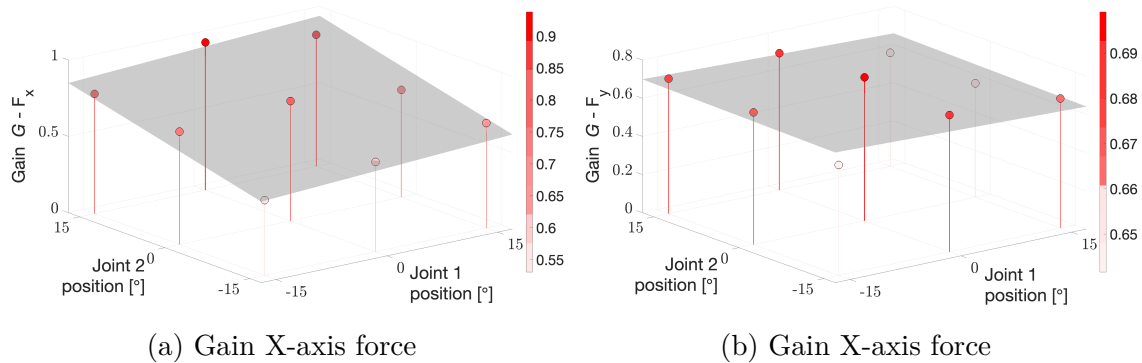 1
0.5
0
Gain G - Fx
15
0
-15
Joint 2
position [°]
-15
0
15
Joint 1
position [°]
0.9
0.85
0.8
0.75
0.7
0.65
0.6
0.55
(a) Gain X-axis force
0.8
0.6
0.4
0.2
0
Gain G - Fy
15
0
-15
Joint 2
position [°]
-15
0
15
Joint 1
position [°]
0.69
0.68
0.67
0.66
0.65
(b) Gain X-axis force